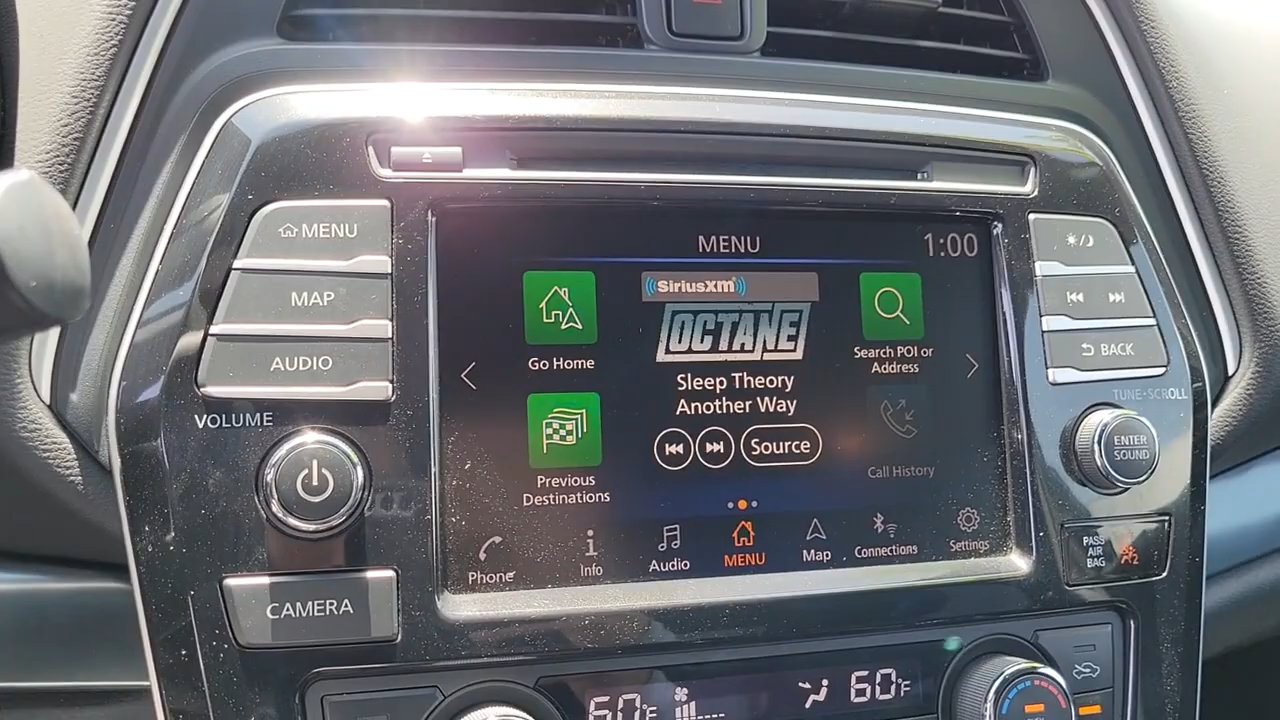 MENU
MAP
AUDIO
VOLUME
CAMERA
MENU
1:00
Go Home
Previous
Destinations
SiriusXM
OCTANE
Sleep Theory
Another Way
Source
Search POI or
Address
Call History
Phone
Info
Audio
MENU
Map
Connections
Settings
BACK
TUNE•SCROLL
ENTER
SOUND
PASS
AIR
BAG
2
60°F
60°F